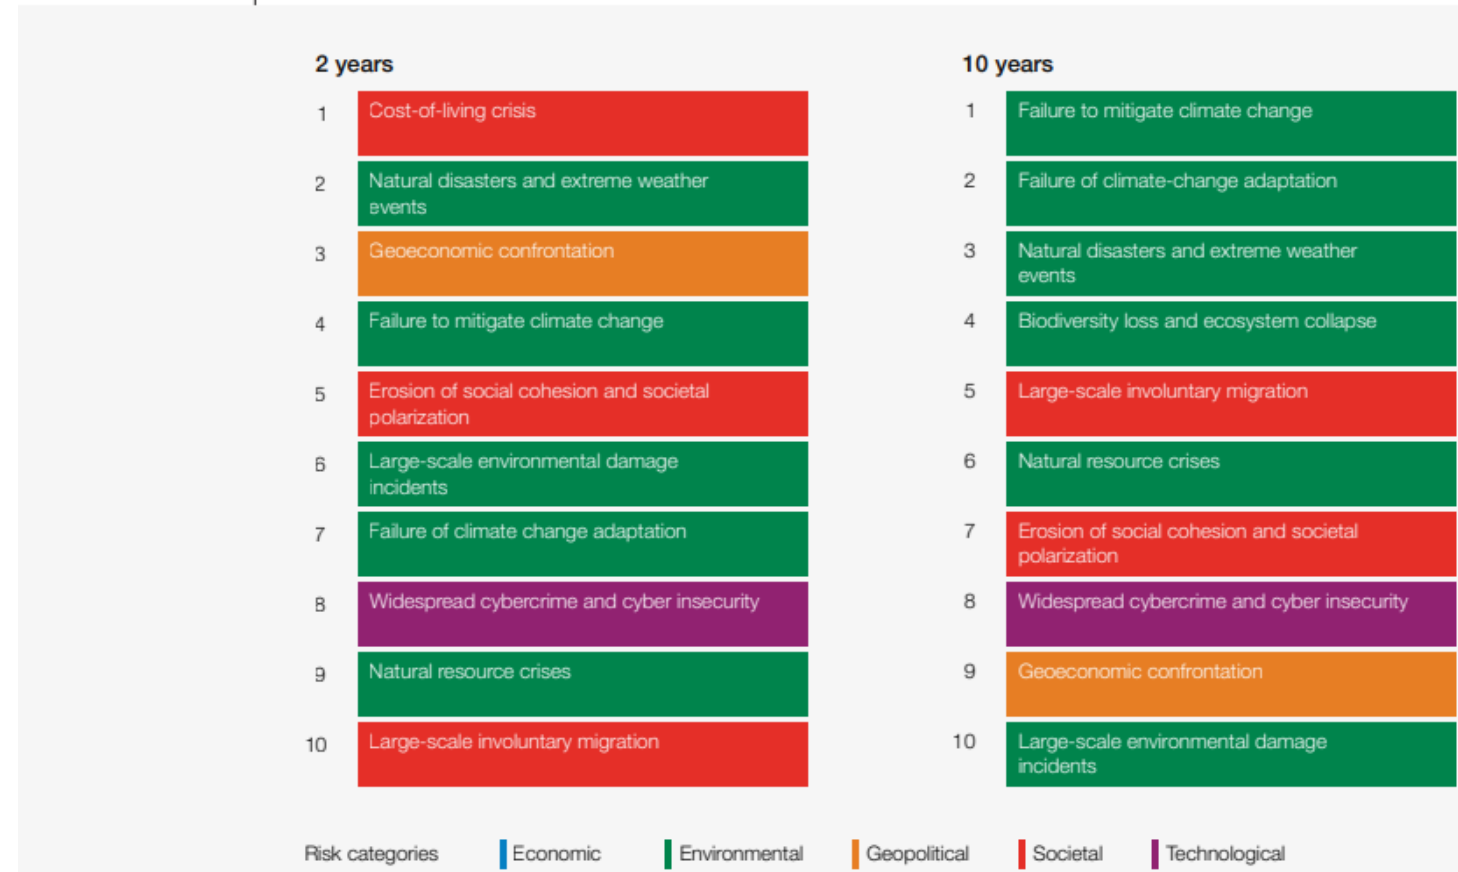 2 years
1
Cost-of-living crisis
2
Natural disasters and extreme weather
events
3
Geoeconomic confrontation
4
Failure to mitigate climate change
5
Erosion of social cohesion and societal
polarization
6
Large-scale environmental damage
incidents
7
Failure of climate change adaptation
8
Widespread cybercrime and cyber insecurity
9
Natural resource crises
10
Large-scale involuntary migration
10 years
1
Failure to mitigate climate change
2
Failure of climate-change adaptation
3
Natural disasters and extreme weather
events
4
Biodiversity loss and ecosystem collapse
5
Large-scale involuntary migration
6
Natural resource crises
7
Erosion of social cohesion and societal
polarization
8
Widespread cybercrime and cyber insecurity
9
Geoeconomic confrontation
10
Large-scale environmental damage
incidents
Risk categories Economic Environmental Geopolitical Societal Technological